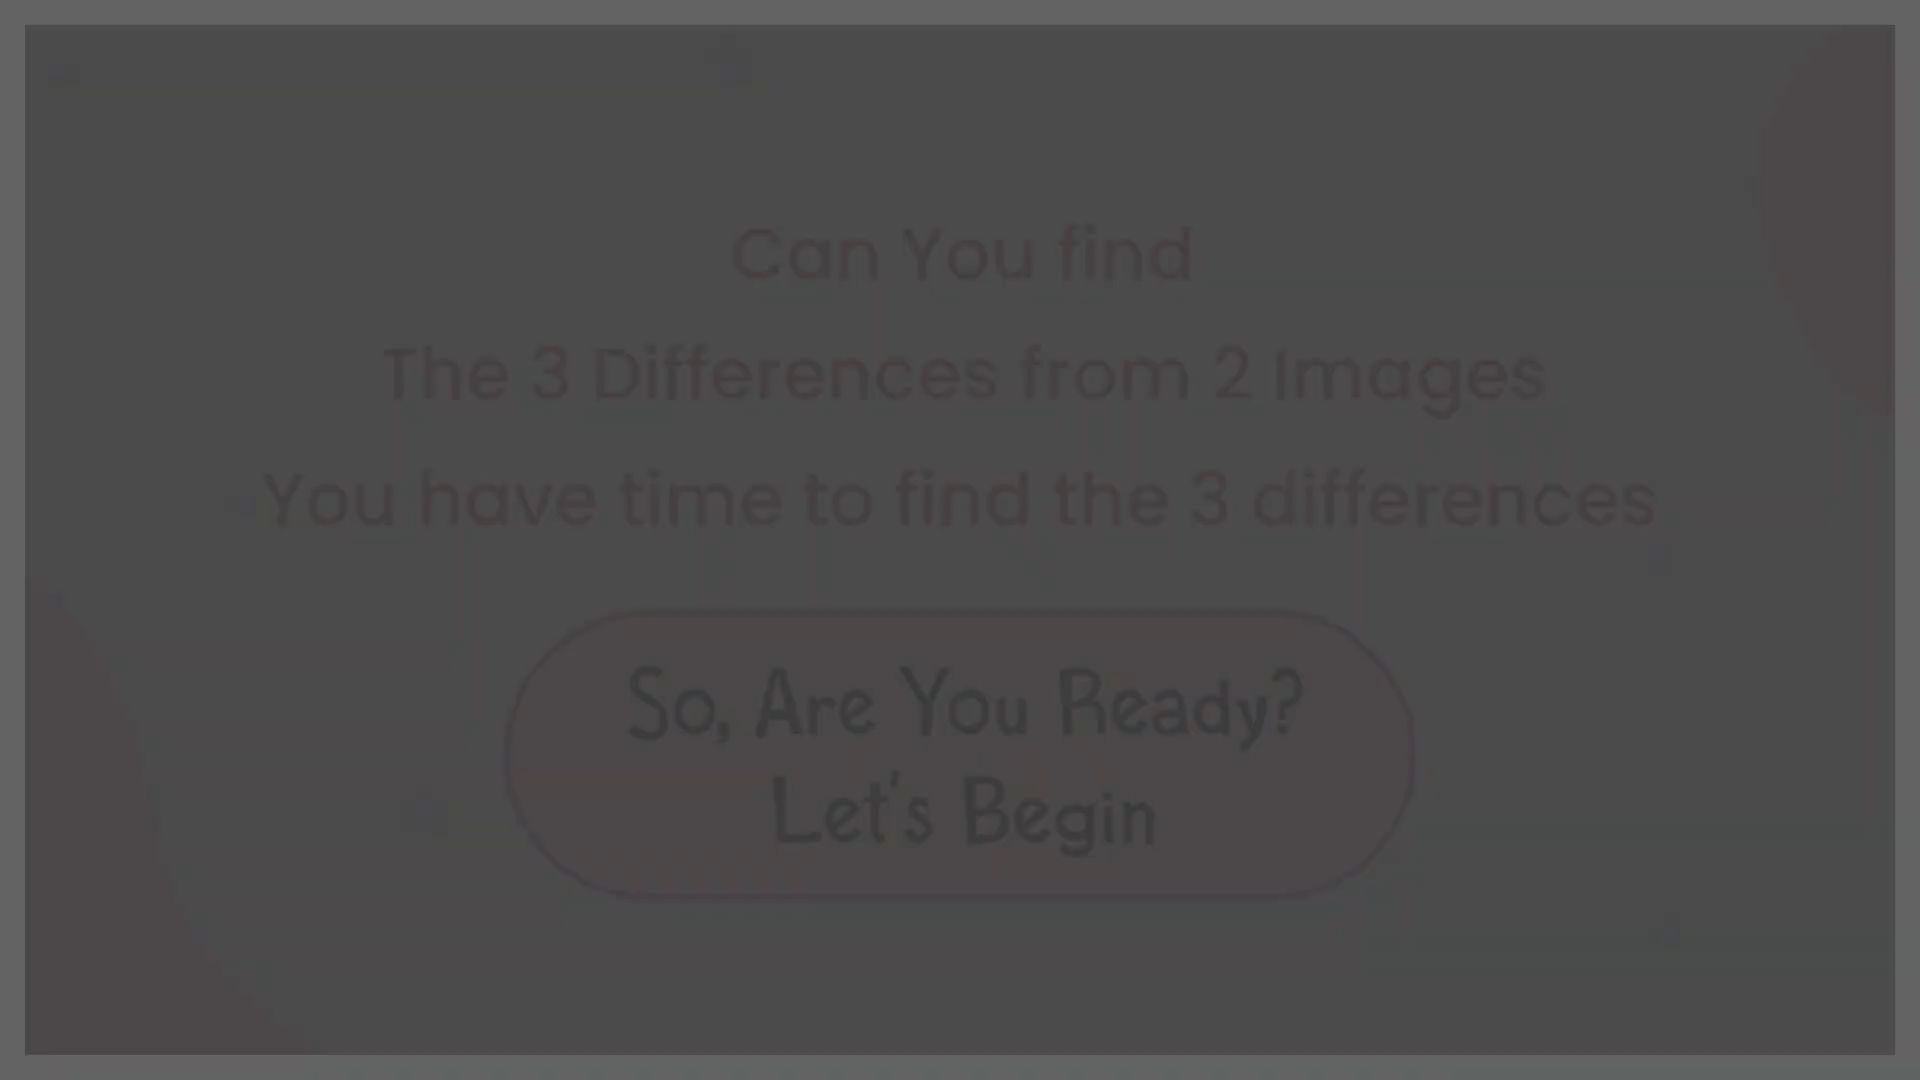 Can You find
The 3 Differences from 2 Images
You have time to find the 3 differences
So, Are You Ready?
Let's Begin